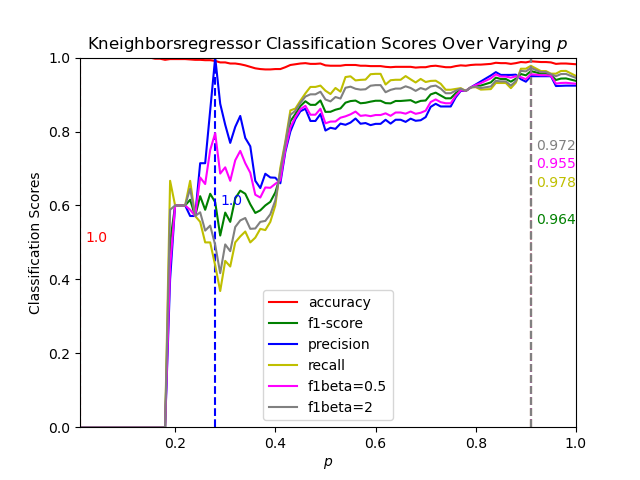 Kneighborsregressor Classification Scores Over Varying p
1.0
0.8
0.6
0.4
0.2
0.0
Classification Scores
1.0
1.0
0.972
0.955
0.978
0.964
accuracy
f1-score
precision
recall
f1beta=0.5
f1beta=2
0.2 0.4 0.6 0.8 1.0
p